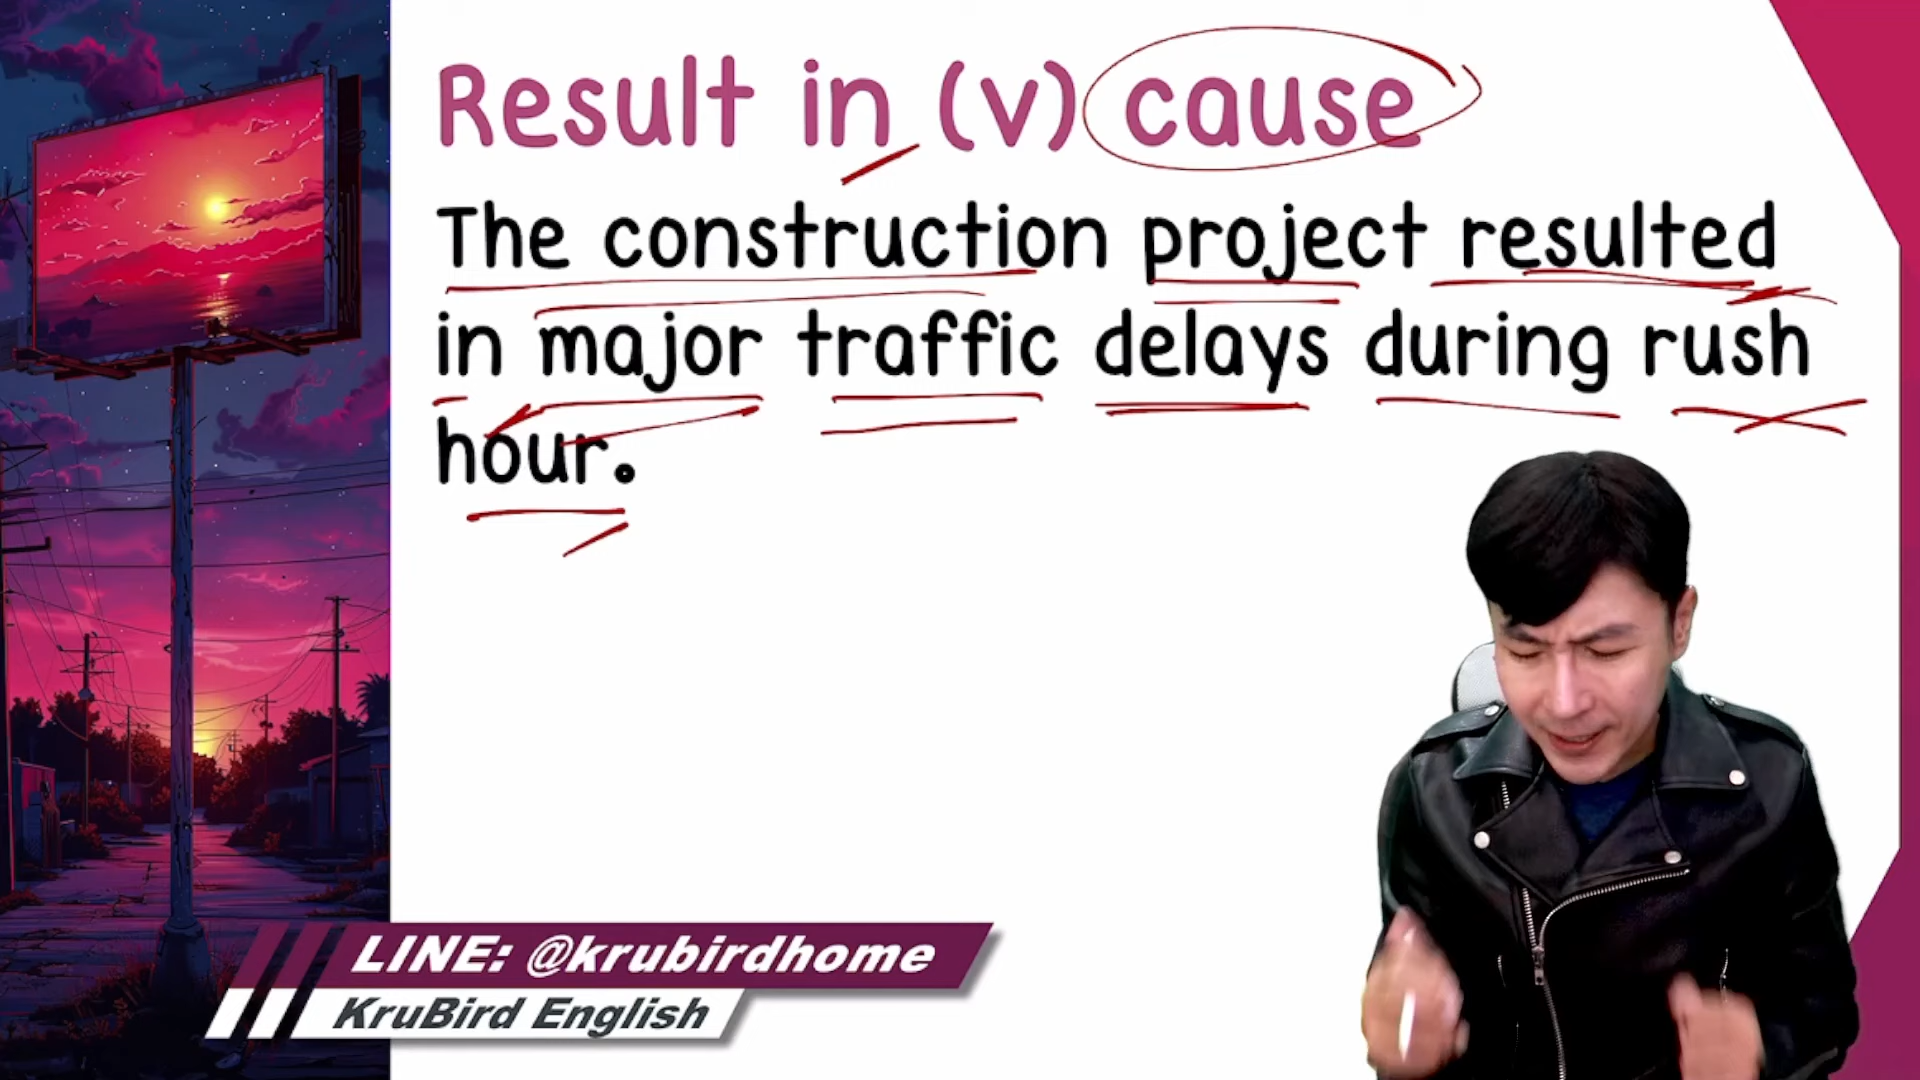 Result in (v) cause
The construction project resulted
in major traffic delays during rush
hour.
LINE: @krubirdhome
KruBird English